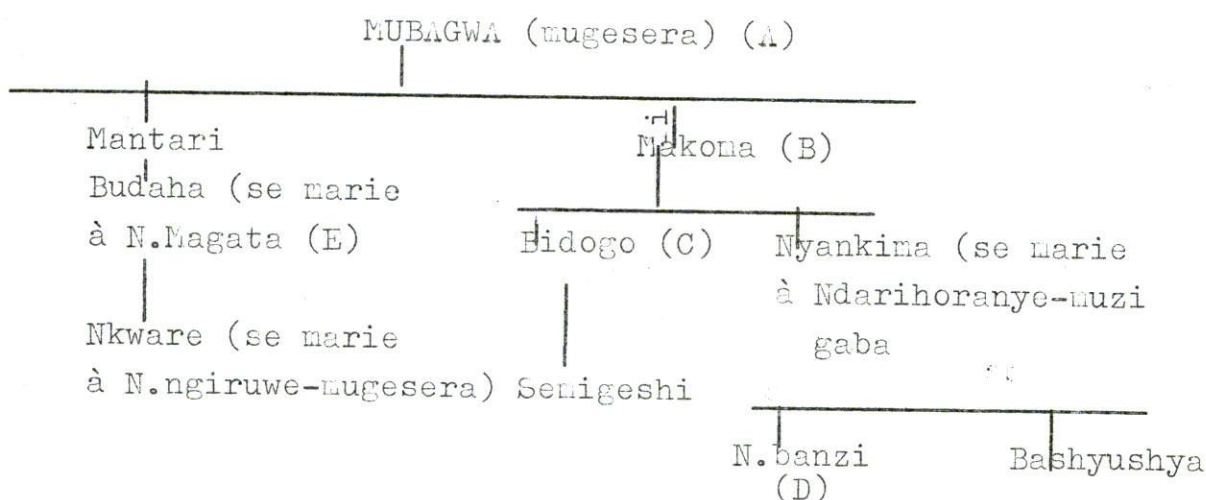 MUBAGWA (mugesera) (A)
Mantari
Makoma (B)
Budaha (se marie
à N.Magata (E)
Bidogo (C)
Nyankima (se marie
à Ndarihoranye-muzi
gaba
Nkware (se marie
à N.ngiruwe-mugesera)
Semigeshi
N.banzi
(D)
Bashyushya